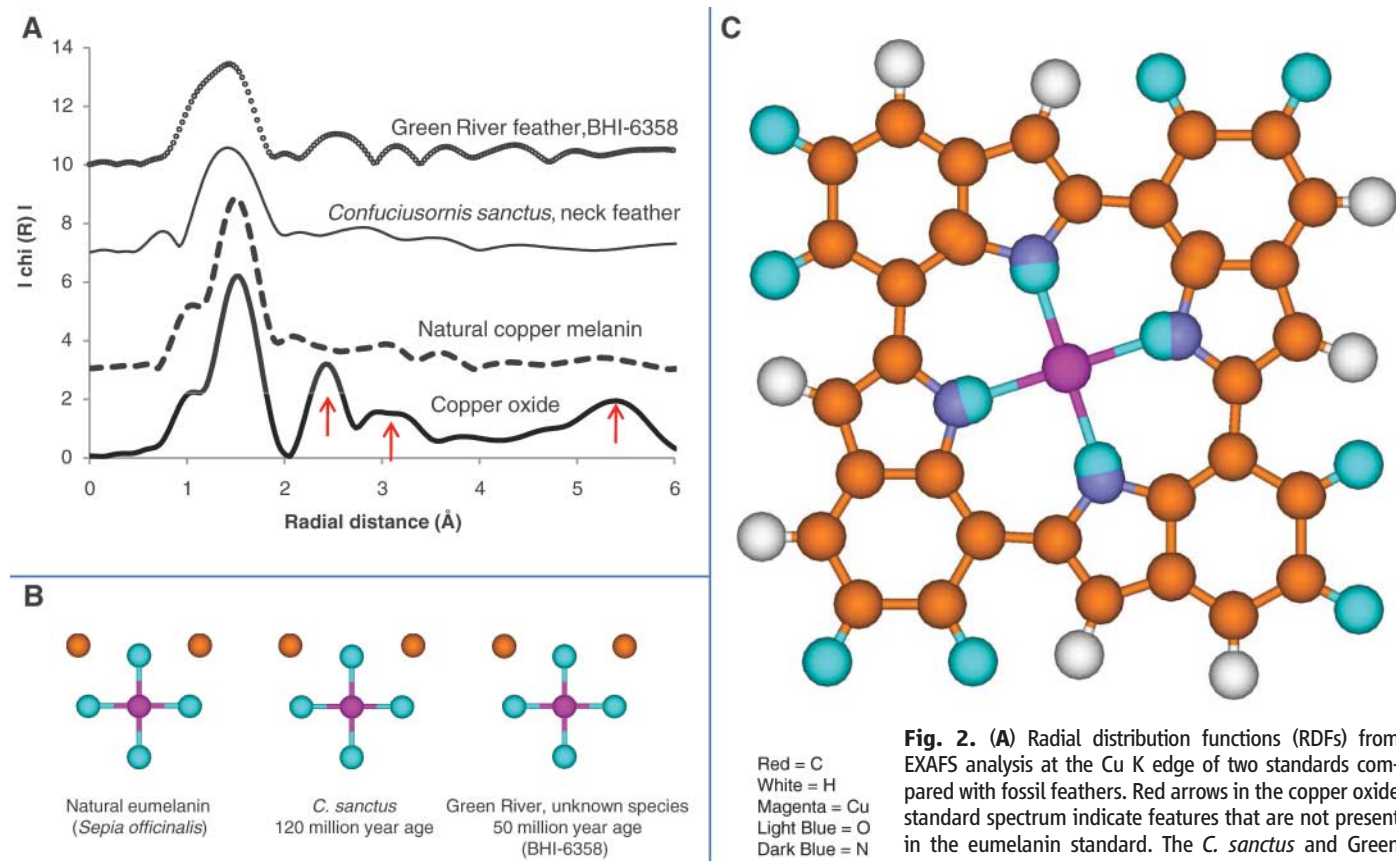 A
14
12
10
8
6
4
2
0
I chi (R) I
Green River feather,BHI-6358
Confuciusornis sanctus, neck feather
Natural copper melanin
Copper oxide
0 1 2 3 4 5 6
Radial distance (Å)
B
Natural eumelanin
(Sepia officinalis)
C. sanctus
120 million year age
Green River, unknown species
50 million year age
(BHI-6358)
C
Red = C
White = H
Magenta = Cu
Light Blue = O
Dark Blue = N
Fig. 2. (A) Radial distribution functions (RDFs) from
EXAFS analysis at the Cu K edge of two standards com-
pared with fossil feathers. Red arrows in the copper oxide
standard spectrum indicate features that are not present
in the eumelanin standard. The C. sanctus and Green